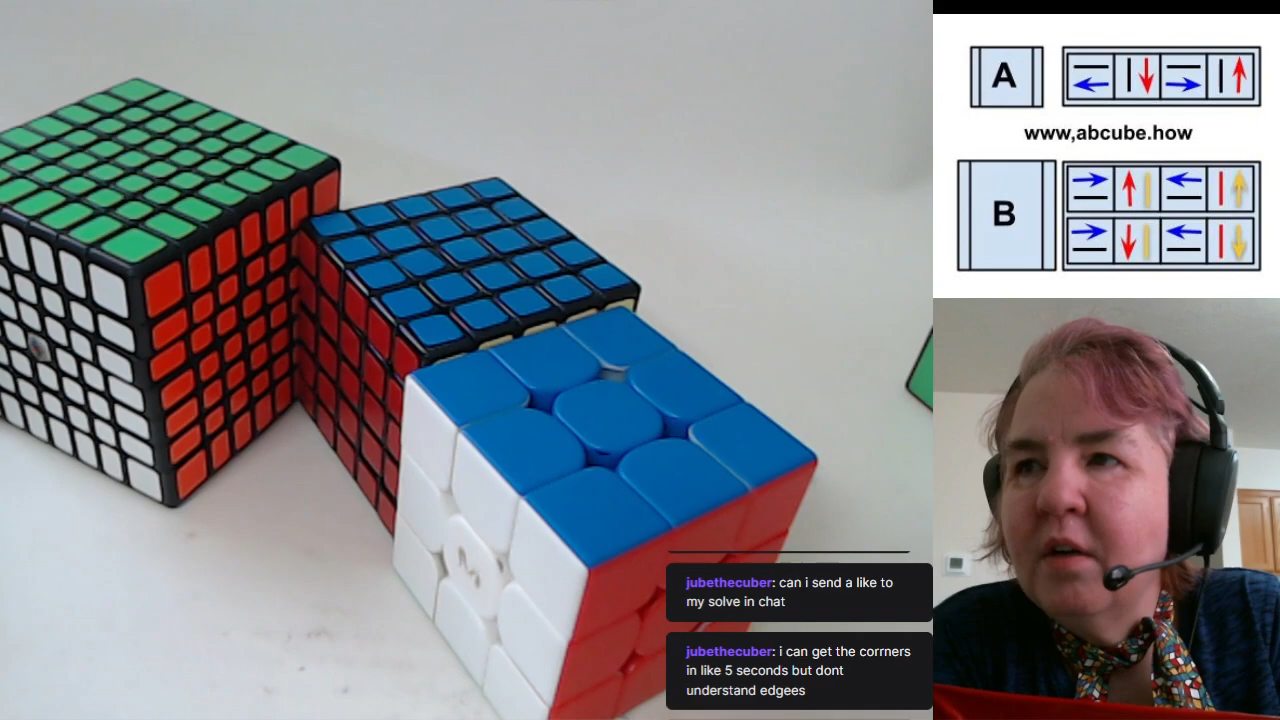 A
www,abcube.how
B
jubethecuber: can i send a like to
my solve in chat
jubethecuber: i can get the corrners
in like 5 seconds but dont
understand edgees